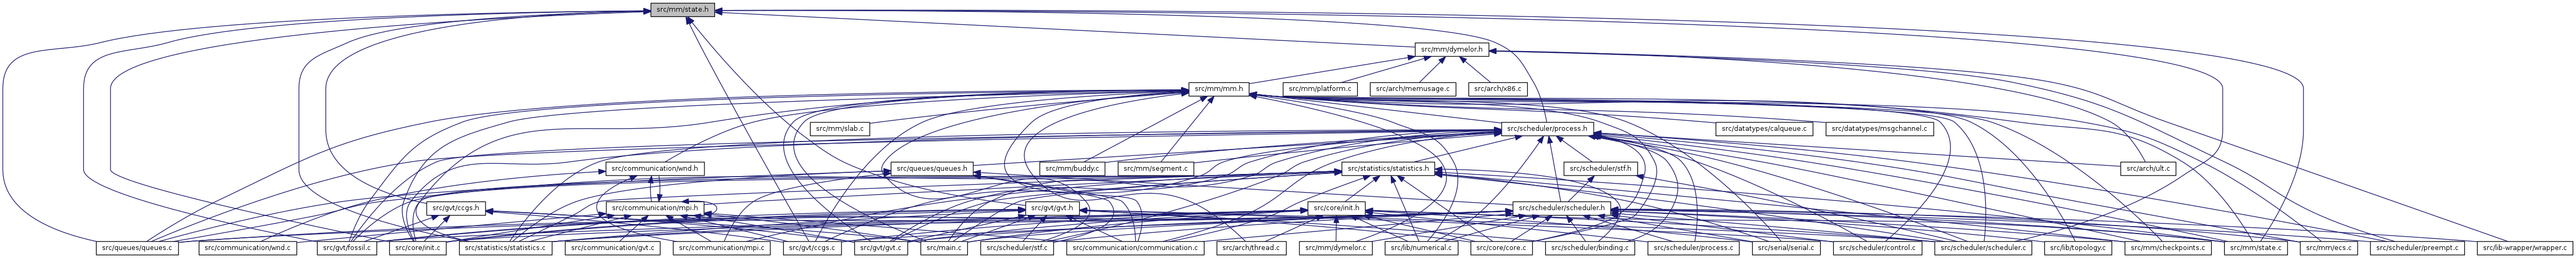 src/mm/state.h
src/mm/dymelor.h
src/mm/mm.h
src/mm/platform.c
src/arch/memusage.c
src/arch/x86.c
src/mm/slab.c
src/scheduler/process.h
src/datatypes/calqueue.c
src/datatypes/msgchannel.c
src/communication/wnd.h
src/queues/queues.h
src/mm/buddy.c
src/mm/segment.c
src/statistics/statistics.h
src/scheduler/stf.h
src/arch/ult.c
src/gvt/ccgs.h
src/communication/mpi.h
src/gvt/gvt.h
src/core/init.h
src/scheduler/scheduler.h
src/queues/queues.c
src/communication/wnd.c
src/gvt/fossil.c
src/core/init.c
src/statistics/statistics.c
src/communication/gvt.c
src/communication/mpi.c
src/gvt/ccgs.c
src/gvt/gvt.c
src/main.c
src/scheduler/stf.c
src/communication/communication.c
src/arch/thread.c
src/mm/dymelor.c
src/lib/numerical.c
src/core/core.c
src/scheduler/binding.c
src/scheduler/process.c
src/serial/serial.c
src/scheduler/control.c
src/scheduler/scheduler.c
src/lib/topology.c
src/mm/checkpoints.c
src/mm/state.c
src/mm/ecs.c
src/scheduler/preempt.c
src/lib-wrapper/wrapper.c